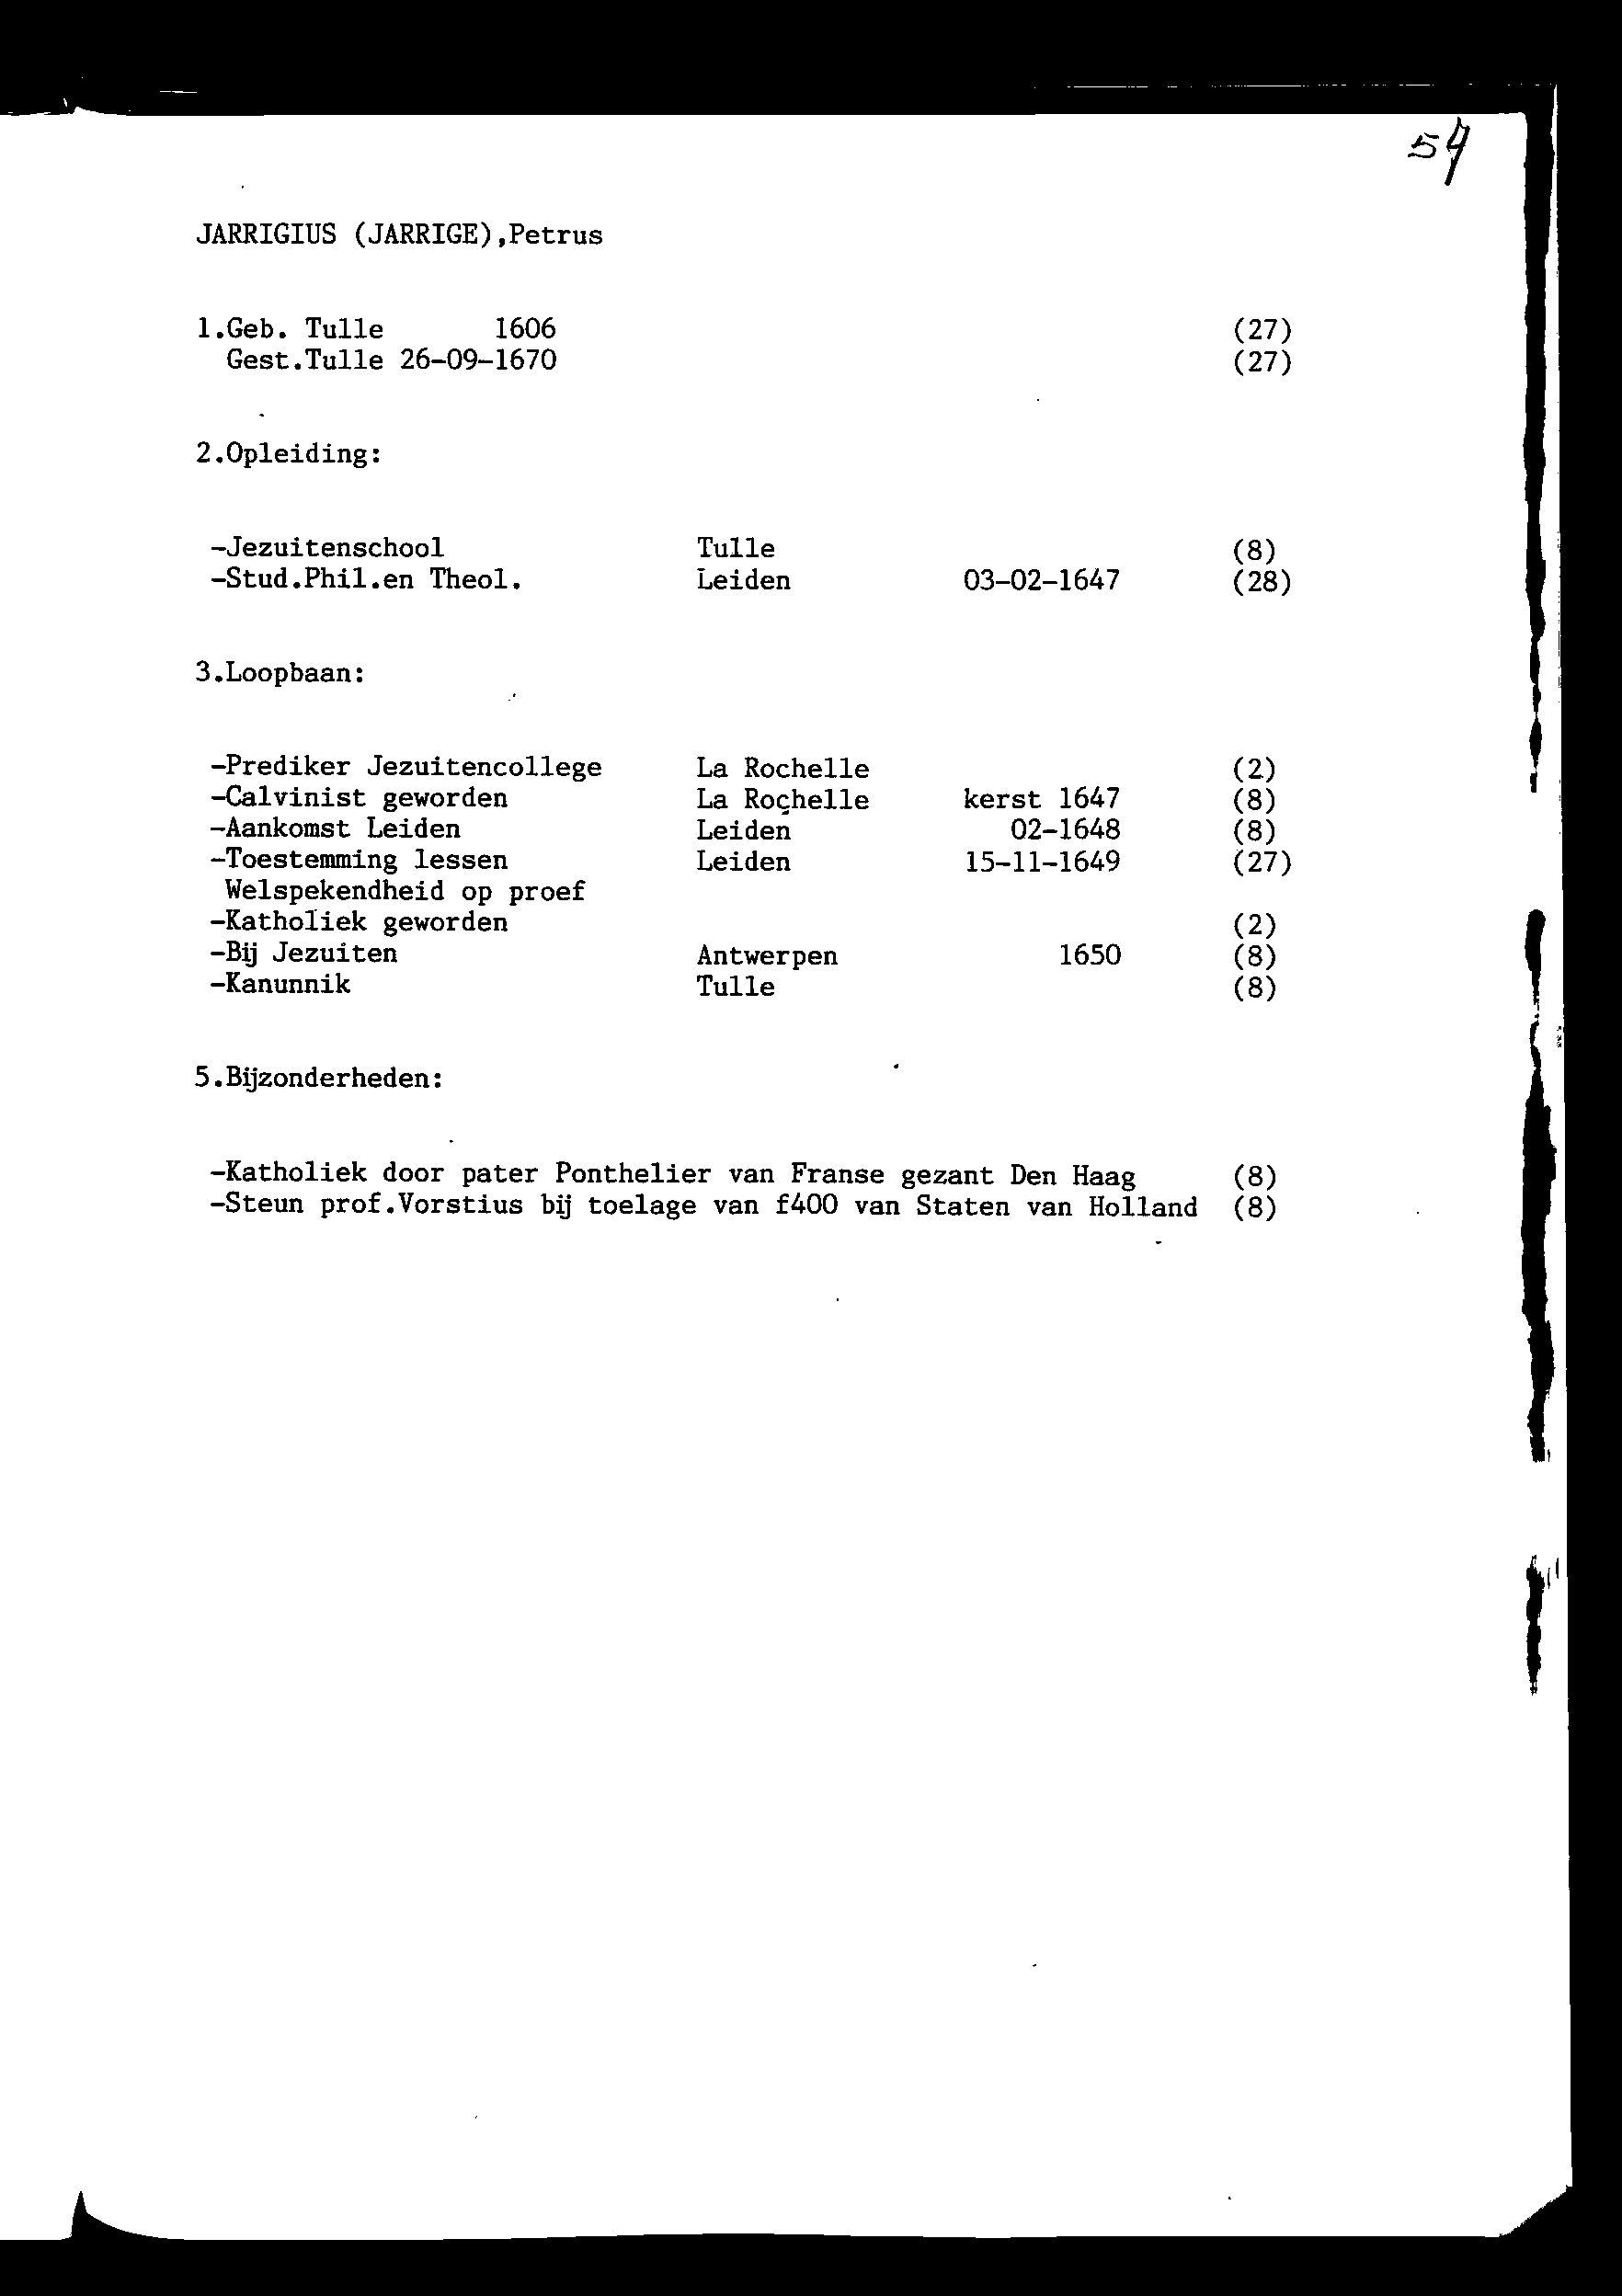 54
JARRIGIUS (JARRIGE),Petrus
1.Geb. Tulle 1606 (27)
Gest.Tulle 26-09-1670 (27)
2.Opleiding:
-Jezuitenschool Tulle (8)
-Stud.Phil.en Theol. Leiden 03-02-1647 (28)
3.Loopbaan:
-Prediker Jezuitencollege La Rochelle (2)
-Calvinist geworden La Rochelle kerst 1647 (8)
-Aankomst Leiden Leiden 02-1648 (8)
-Toestemming lessen Leiden 15-11-1649 (27)
Welspekendheid op proef
-Katholiek geworden (2)
-Bij Jezuiten Antwerpen 1650 (8)
-Kanunnik Tulle (8)
5.Bijzonderheden:
-Katholiek door pater Ponthelier van Franse gezant Den Haag (8)
-Steun prof.Vorstius bij toelage van f400 van Staten van Holland (8)